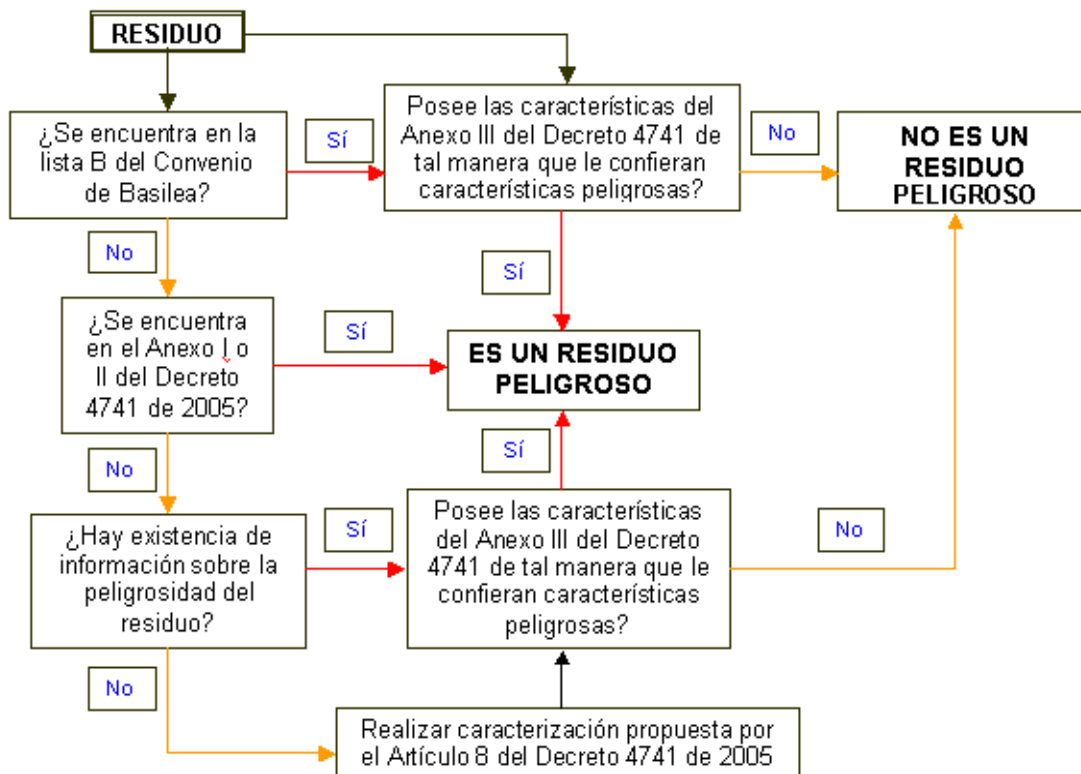 RESIDUO
¿Se encuentra en la
lista B del Convenio
de Basilea?
Sí
Posee las características del
Anexo III del Decreto 4741 de
tal manera que le confieran
características peligrosas?
No
NO ES UN
RESIDUO
PELIGROSO
No
Sí
¿Se encuentra
en el Anexo I o
II del Decreto
4741 de 2005?
Sí
ES UN RESIDUO
PELIGROSO
No
Sí
¿Hay existencia de
información sobre la
peligrosidad del
residuo?
Sí
Posee las características
del Anexo III del Decreto
4741 de tal manera que le
confieran características
peligrosas?
No
No
Realizar caracterización propuesta por
el Artículo 8 del Decreto 4741 de 2005